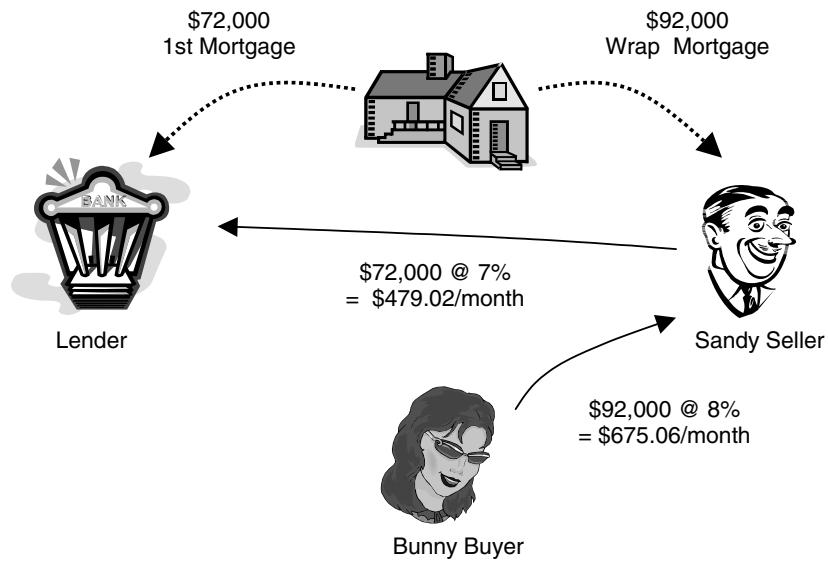 $72,000
1st Mortgage
$92,000
Wrap Mortgage
BANK
$72,000 @ 7%
= $479.02/month
Lender
Sandy Seller
$92,000 @ 8%
= $675.06/month
Bunny Buyer